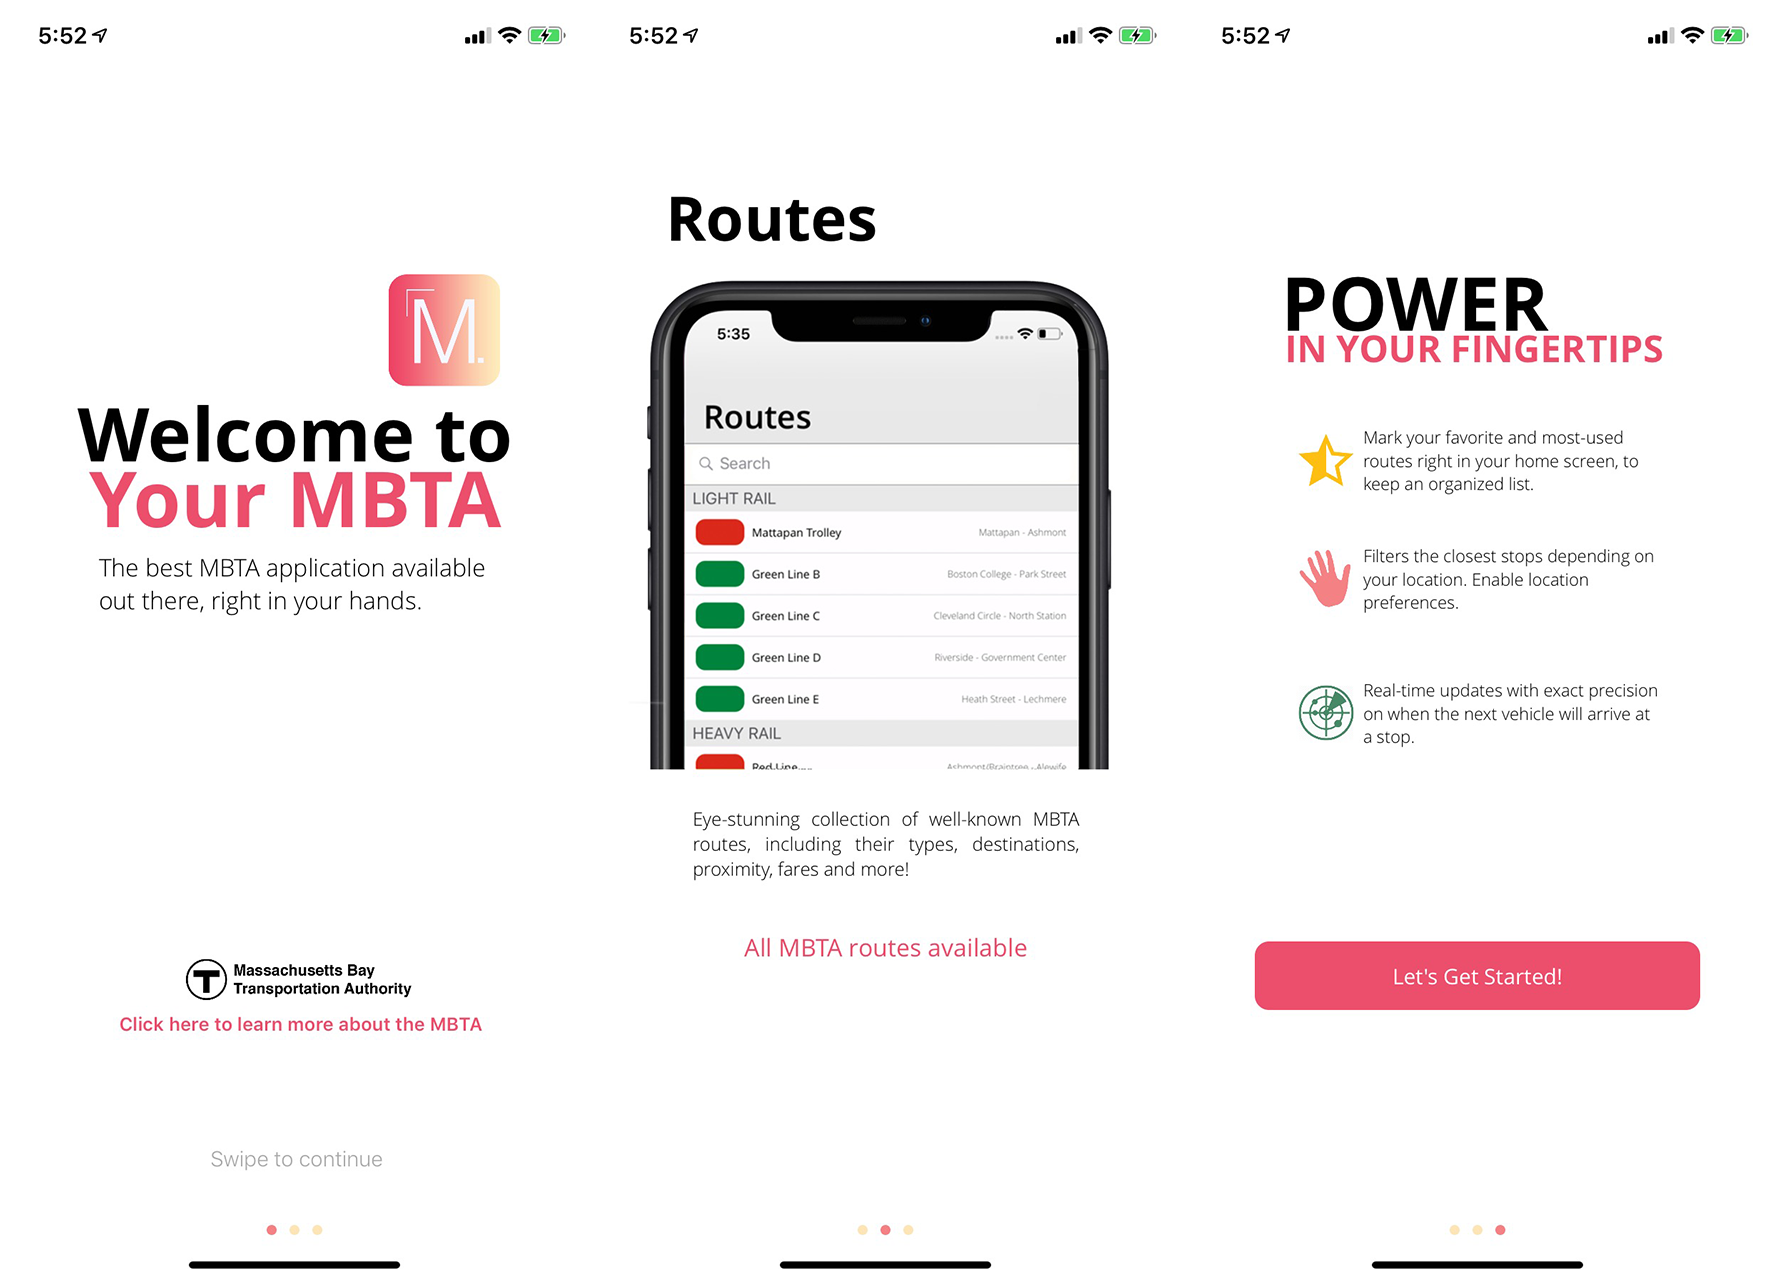 5:52
M.
Welcome to
Your MBTA
The best MBTA application available
out there, right in your hands.
T
Massachusetts Bay
Transportation Authority
Click here to learn more about the MBTA
Swipe to continue
5:52
Routes
5:35
Routes
Search
LIGHT RAIL
Mattapan Trolley Mattapan - Ashmont
Green Line B Boston College - Park Street
Green Line C Cleveland Circle - North Station
Green Line D Riverside - Government Center
Green Line E Heath Street - Lechmere
HEAVY RAIL
Red Line Ashmont/Braintree - Alewife
Eye-stunning collection of well-known MBTA
routes, including their types, destinations,
proximity, fares and more!
All MBTA routes available
5:52
POWER
IN YOUR FINGERTIPS
Mark your favorite and most-used
routes right in your home screen, to
keep an organized list.
Filters the closest stops depending on
your location. Enable location
preferences.
Real-time updates with exact precision
on when the next vehicle will arrive at
a stop.
Let's Get Started!